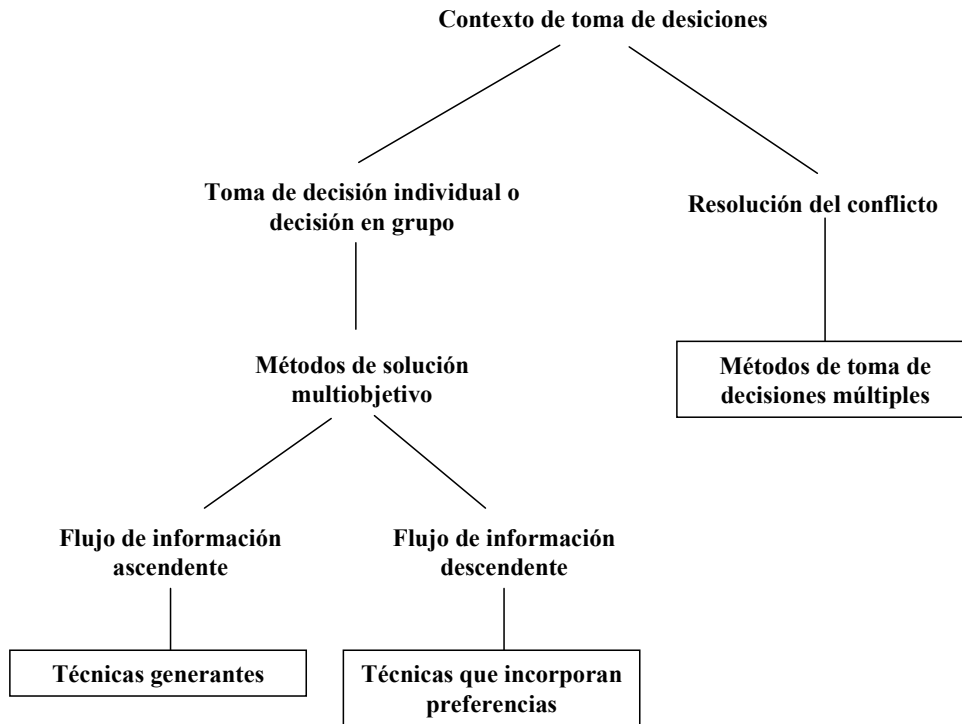 Contexto de toma de desiciones
Toma de decisión individual o
decisión en grupo
Resolución del conflicto
Métodos de solución
multiobjetivo
Métodos de toma de
decisiones múltiples
Flujo de información
ascendente
Flujo de información
descendente
Técnicas generantes
Técnicas que incorporan
preferencias